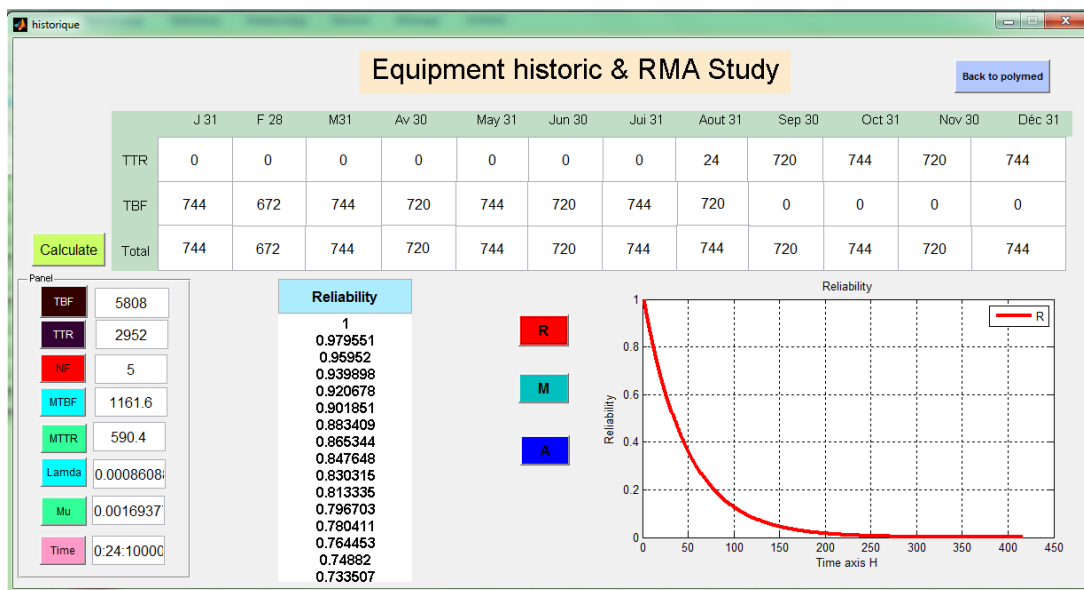 historique
Equipment historic & RMA Study
Back to polymed
J 31 F 28 M31 Av 30 May 31 Jun 30 Jui 31 Aout 31 Sep 30 Oct 31 Nov 30 Déc 31
TTR 0 0 0 0 0 0 0 24 720 744 720 744
TBF 744 672 744 720 744 720 744 720 0 0 0 0
Calculate Total 744 672 744 720 744 720 744 744 720 744 720 744
Panel
TBF 5808
TTR 2952
NF 5
MTBF 1161.6
MTTR 590.4
Lamda 0.00086088
Mu 0.0016937
Time 0:24:10000
Reliability
1
0.979551
0.95952
0.939898
0.920678
0.901851
0.883409
0.865344
0.847648
0.830315
0.813335
0.796703
0.780411
0.764453
0.74882
0.733507
R
M
A
Reliability
R
Reliability
1
0.8
0.6
0.4
0.2
0
0 50 100 150 200 250 300 350 400 450
Time axis H